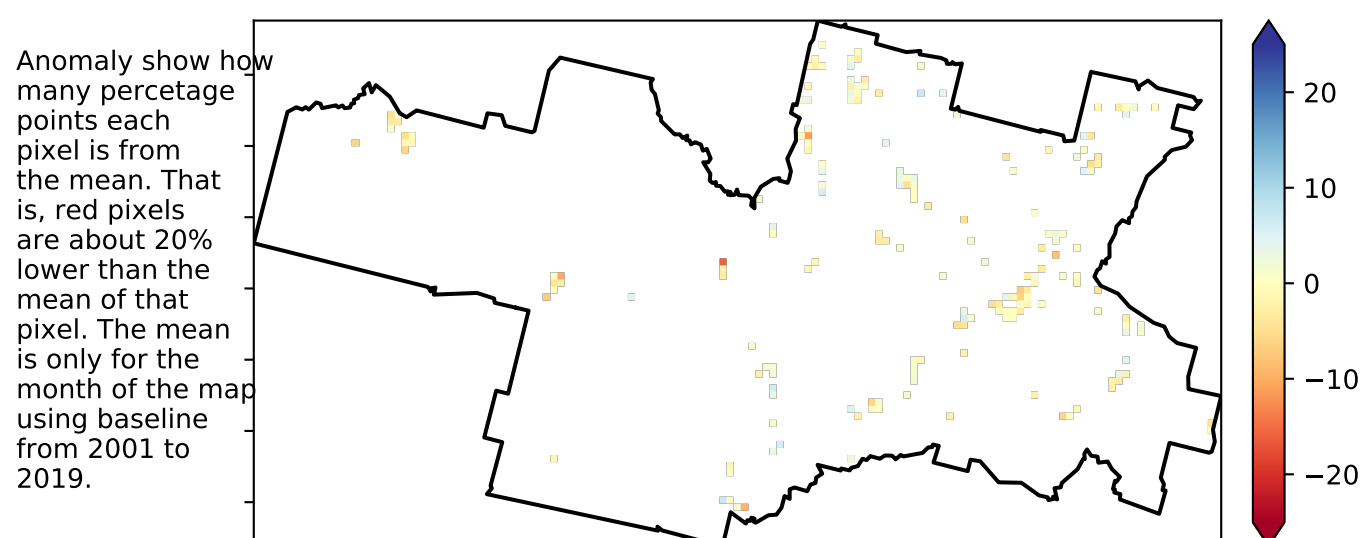 Anomaly show how
many percetage
points each
pixel is from
the mean. That
is, red pixels
are about 20%
lower than the
mean of that
pixel. The mean
is only for the
month of the map
using baseline
from 2001 to
2019.
20
10
0
−10
−20